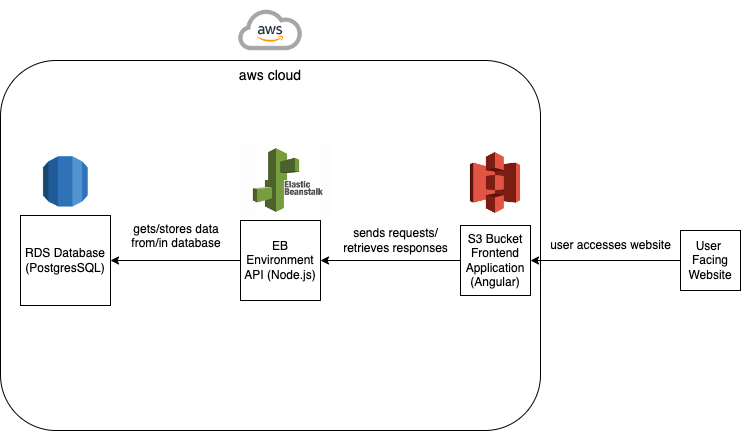 aws
aws cloud
Elastic
Beanstalk
gets/stores data
from/in database
sends requests/
retrieves responses
user accesses website
RDS Database
(PostgresSQL)
EB
Environment
API (Node.js)
S3 Bucket
Frontend
Application
(Angular)
User
Facing
Website